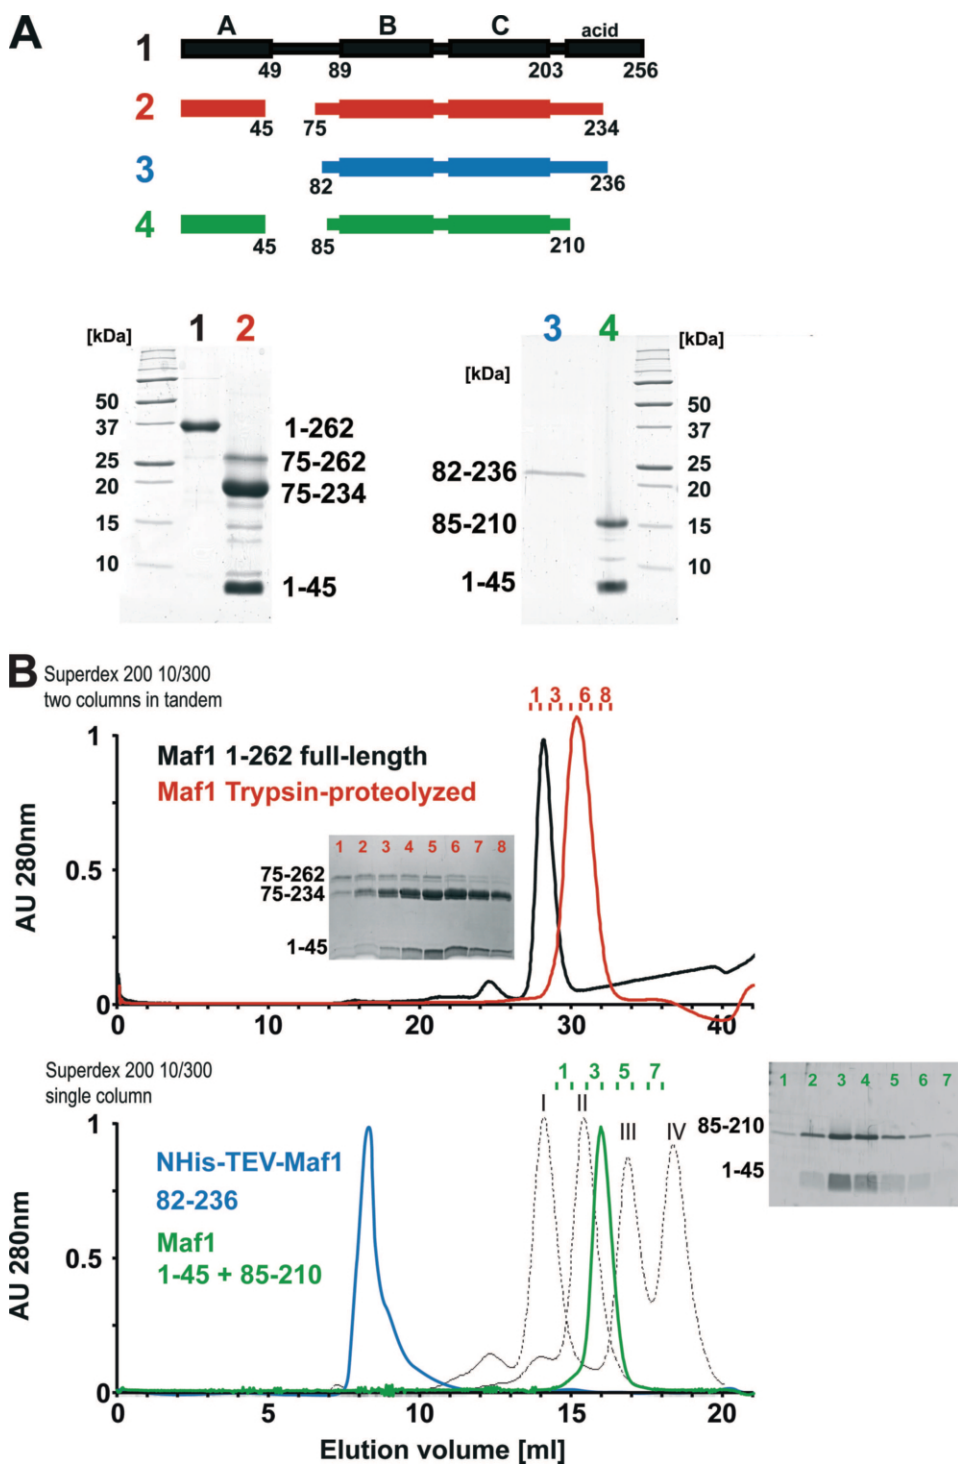 A
A B C acid
1
49 89 203 256
2
45 75 234
3
82 236
4
45 85 210
[kDa] 1 2
50
37
25
20
15
10
1-262
75-262
75-234
1-45
[kDa]
3 4
[kDa]
82-236
85-210
1-45
50
37
25
20
15
10
B
Superdex 200 10/300
two columns in tandem
1 3 6 8
Maf1 1-262 full-length
Maf1 Trypsin-proteolyzed
1 2 3 4 5 6 7 8
75-262
75-234
1-45
AU 280nm
1
0.5
0
0 10 20 30 40
Superdex 200 10/300
single column
1 3 5 7
I II III IV
NHis-TEV-Maf1
82-236
Maf1
1-45 + 85-210
1 2 3 4 5 6 7
85-210
1-45
AU 280nm
1
0.5
0
0 5 10 15 20
Elution volume [ml]